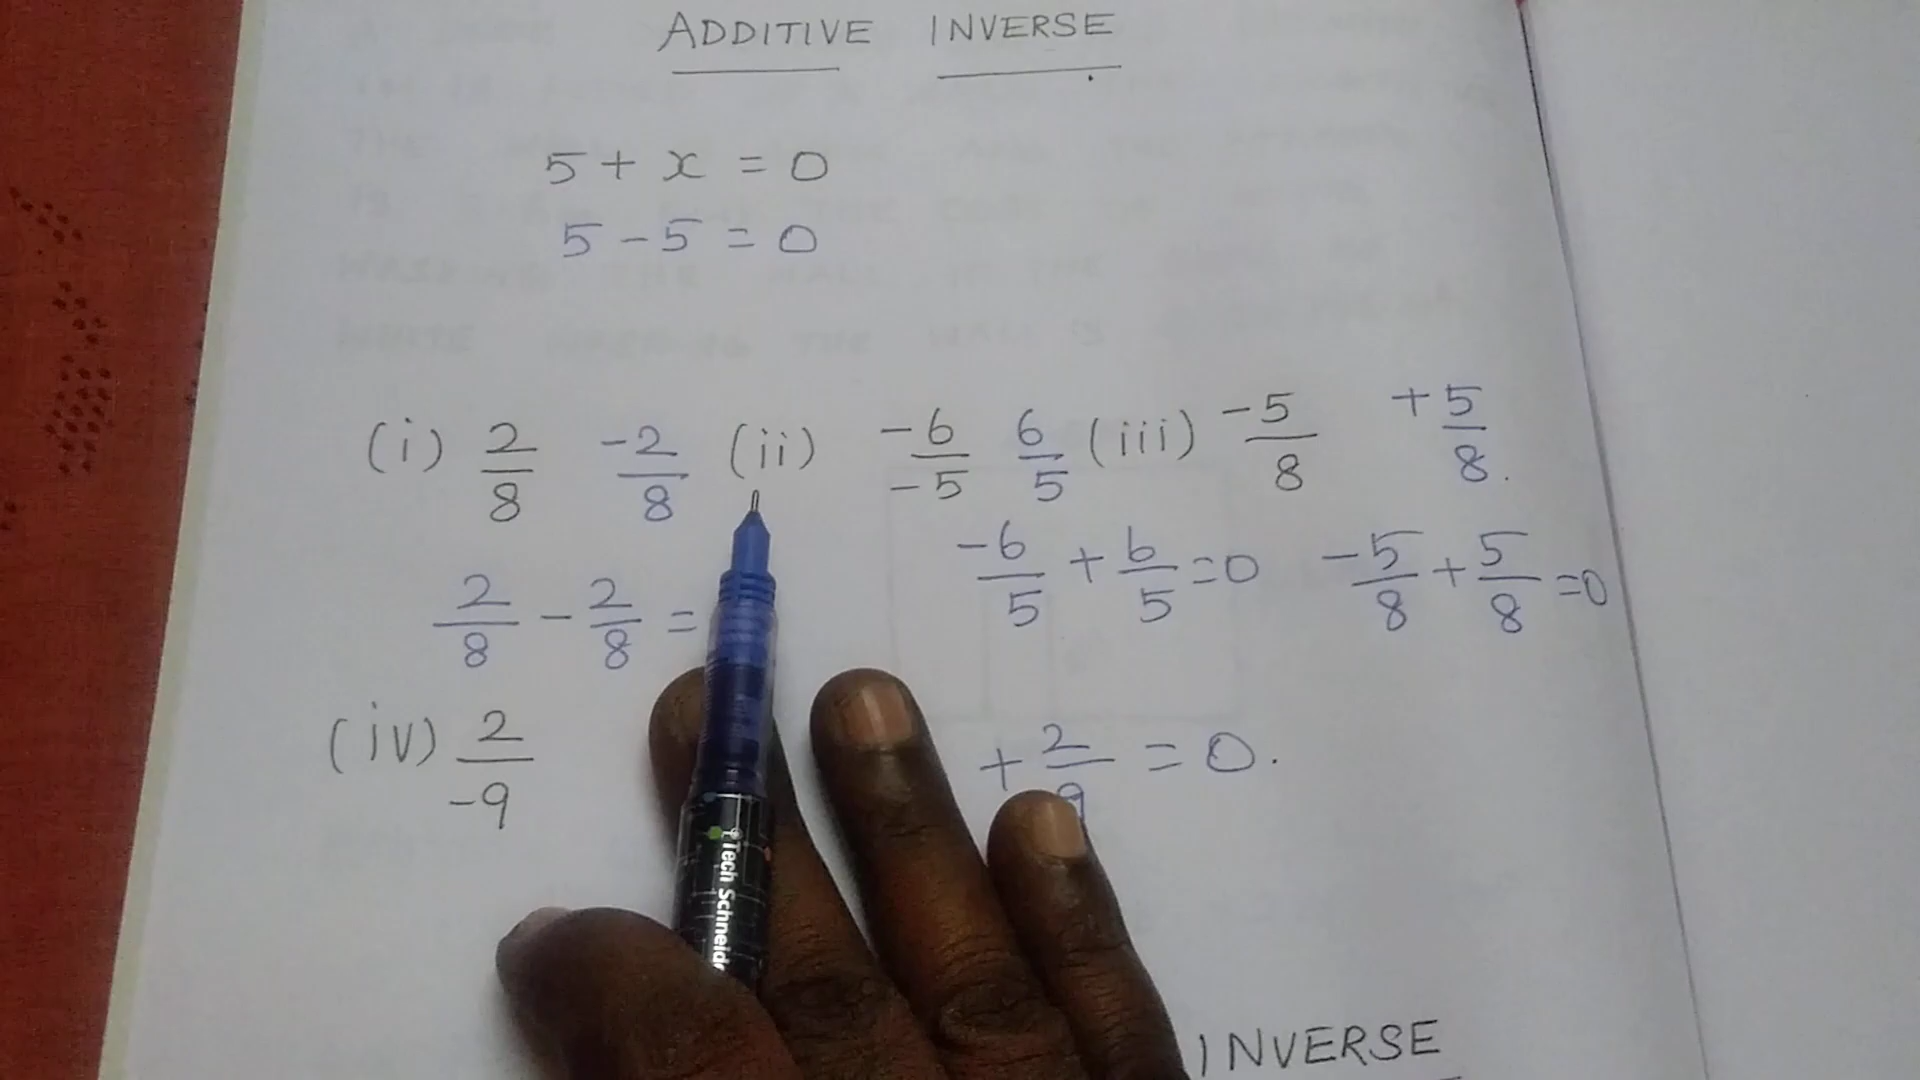 ADDITIVE INVERSE
5 + x = 0
5 - 5 = 0
(i) 2/8 -2/8 (ii) -6/-5 6/5 (iii) -5/8 +5/8.
2/8 - 2/8 = -6/5 + 6/5 = 0 -5/8 + 5/8 = 0
(iv) 2/-9 + 2/9 = 0.
Tech Schneid
INVERSE